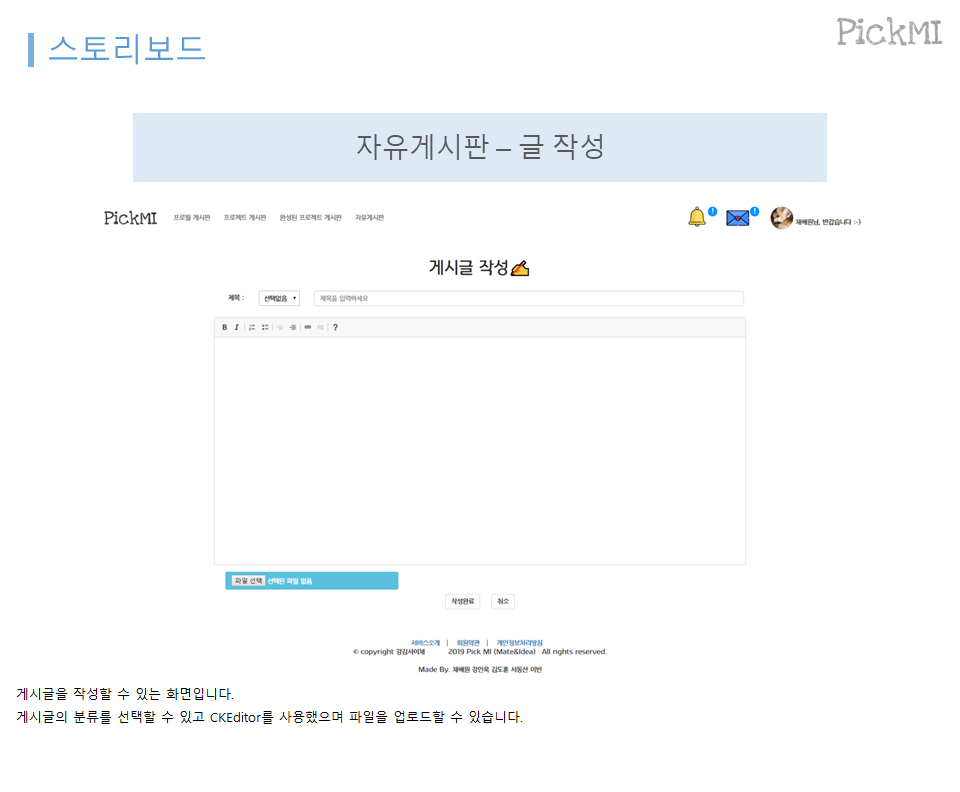 스토리보드
PickMI
자유게시판 – 글 작성
PickMI 프로필 게시판 프로젝트 게시판 완성된 프로젝트 게시판 자유게시판
채배원님, 반갑습니다 :-)
게시글 작성
제목 : 선택없음 제목을 입력하세요
B I ?
파일 선택 선택된 파일 없음
작성완료 취소
서비스소개 | 회원약관 | 개인정보처리방침
© copyright 강김서이채 2019 Pick MI (Mate&Idea) All rights reserved.
Made By. 채배원 강인욱 김도훈 서동산 이빈
게시글을 작성할 수 있는 화면입니다.
게시글의 분류를 선택할 수 있고 CKEditor를 사용했으며 파일을 업로드할 수 있습니다.